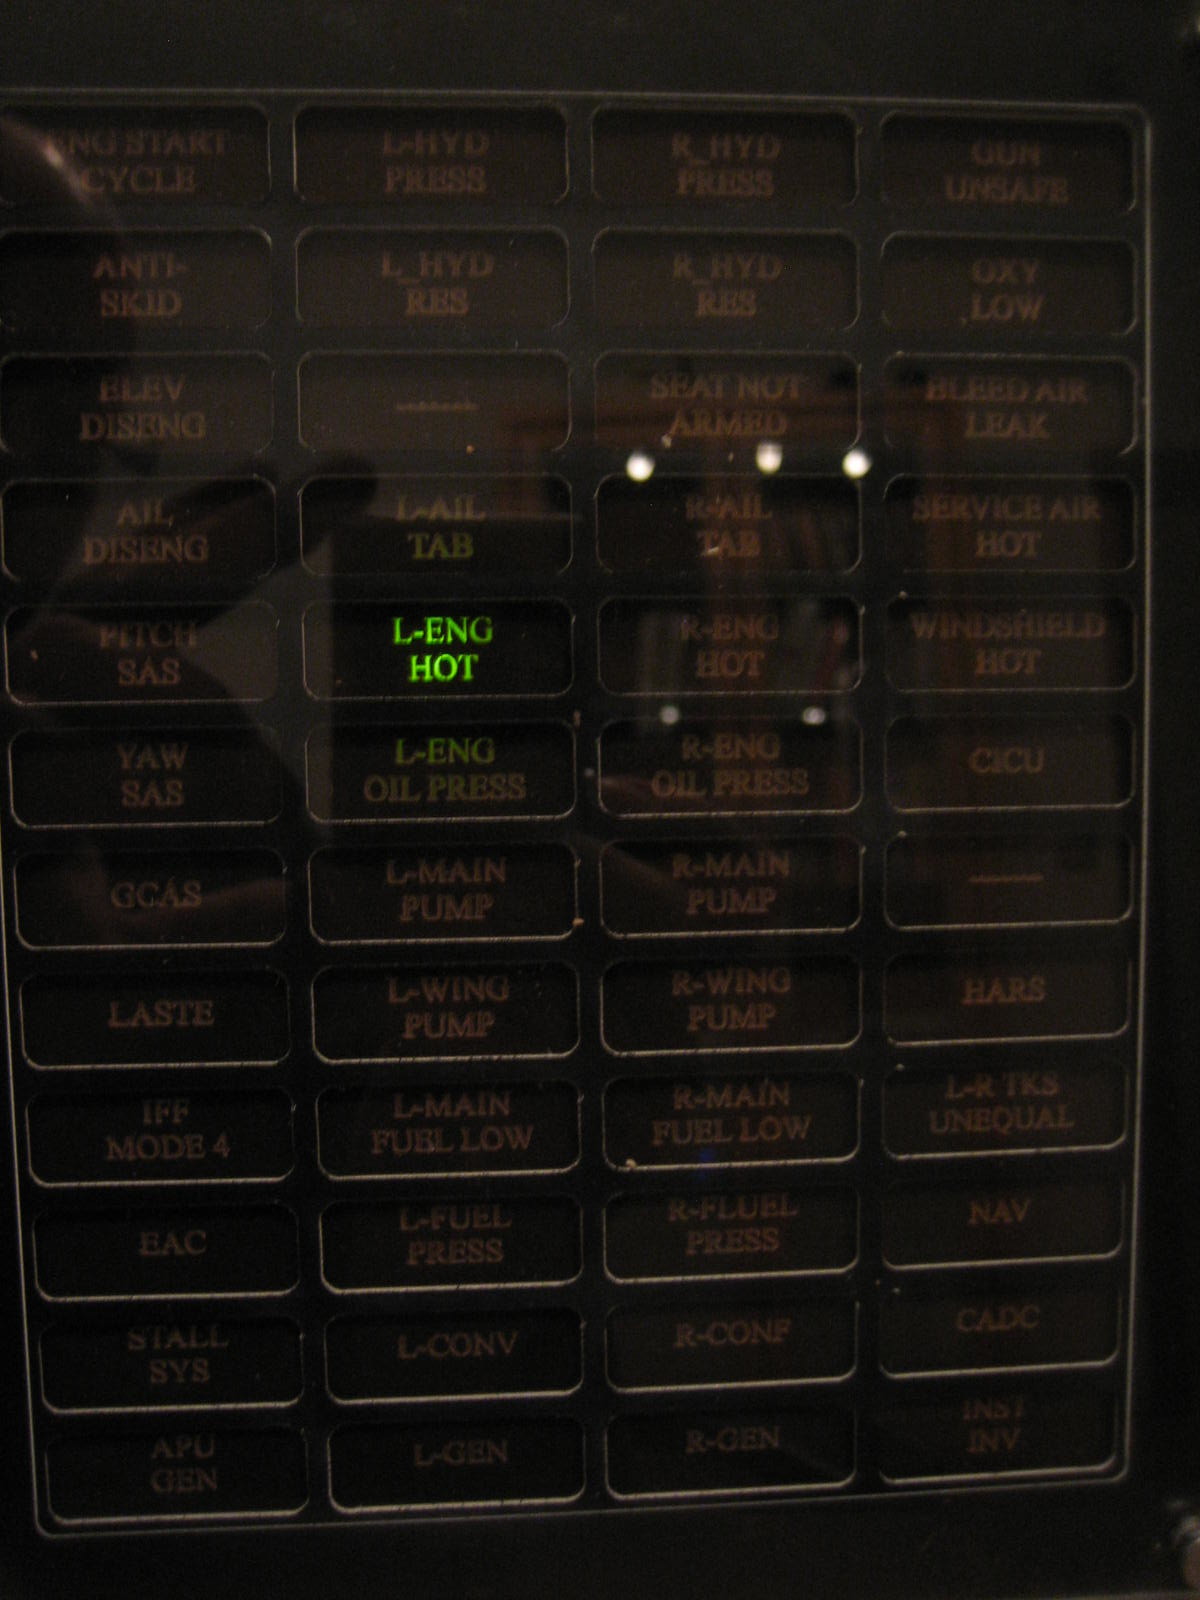 ENG START
CYCLE
L-HYD
PRESS
R_HYD
PRESS
GUN
UNSAFE
ANTI-
SKID
L_HYD
RES
R_HYD
RES
OXY
LOW
ELEV
DISENG
SEAT NOT
ARMED
BLEED AIR
LEAK
AIL
DISENG
L-AIL
TAB
R-AIL
TAB
SERVICE AIR
HOT
PITCH
SAS
L-ENG
HOT
R-ENG
HOT
WINDSHIELD
HOT
YAW
SAS
L-ENG
OIL PRESS
R-ENG
OIL PRESS
CICU
GCAS
L-MAIN
PUMP
R-MAIN
PUMP
LASTE
L-WING
PUMP
R-WING
PUMP
HARS
IFF
MODE 4
L-MAIN
FUEL LOW
R-MAIN
FUEL LOW
L-R TKS
UNEQUAL
EAC
L-FUEL
PRESS
R-FLUEL
PRESS
NAV
STALL
SYS
L-CONV
R-CONF
CADC
APU
GEN
L-GEN
R-GEN
INST
INV